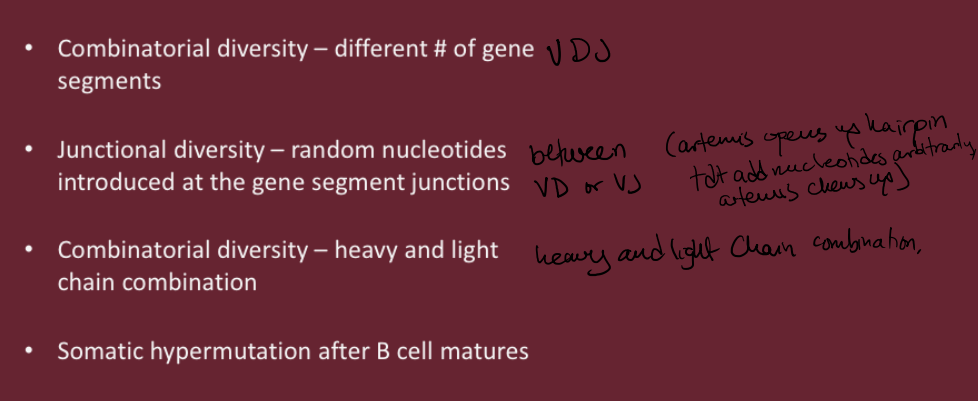 • Combinatorial diversity – different # of gene VDJ
segments
• Junctional diversity – random nucleotides between (artemis opens up hairpin
introduced at the gene segment junctions VD or VJ tdt add nucleotides arbitrarily,
artemis chews up)
• Combinatorial diversity – heavy and light heavy and light Chain combination,
chain combination
• Somatic hypermutation after B cell matures